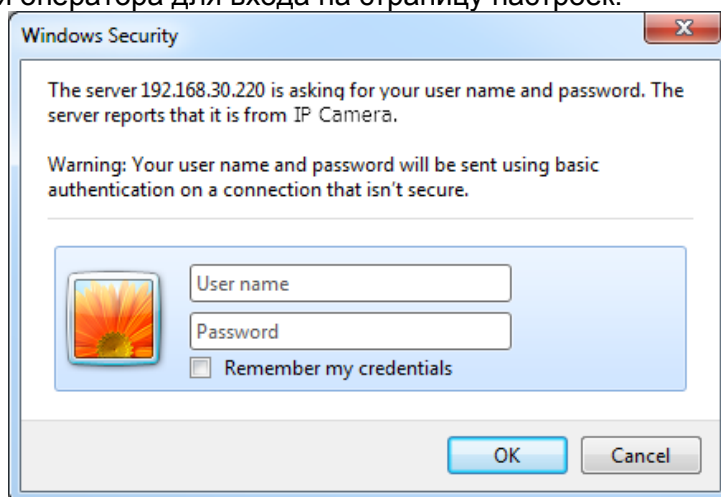 оператора для входа на страницу настроек.
Windows Security
The server 192.168.30.220 is asking for your user name and password. The
server reports that it is from IP Camera.
Warning: Your user name and password will be sent using basic
authentication on a connection that isn't secure.
User name
Password
Remember my credentials
OK
Cancel